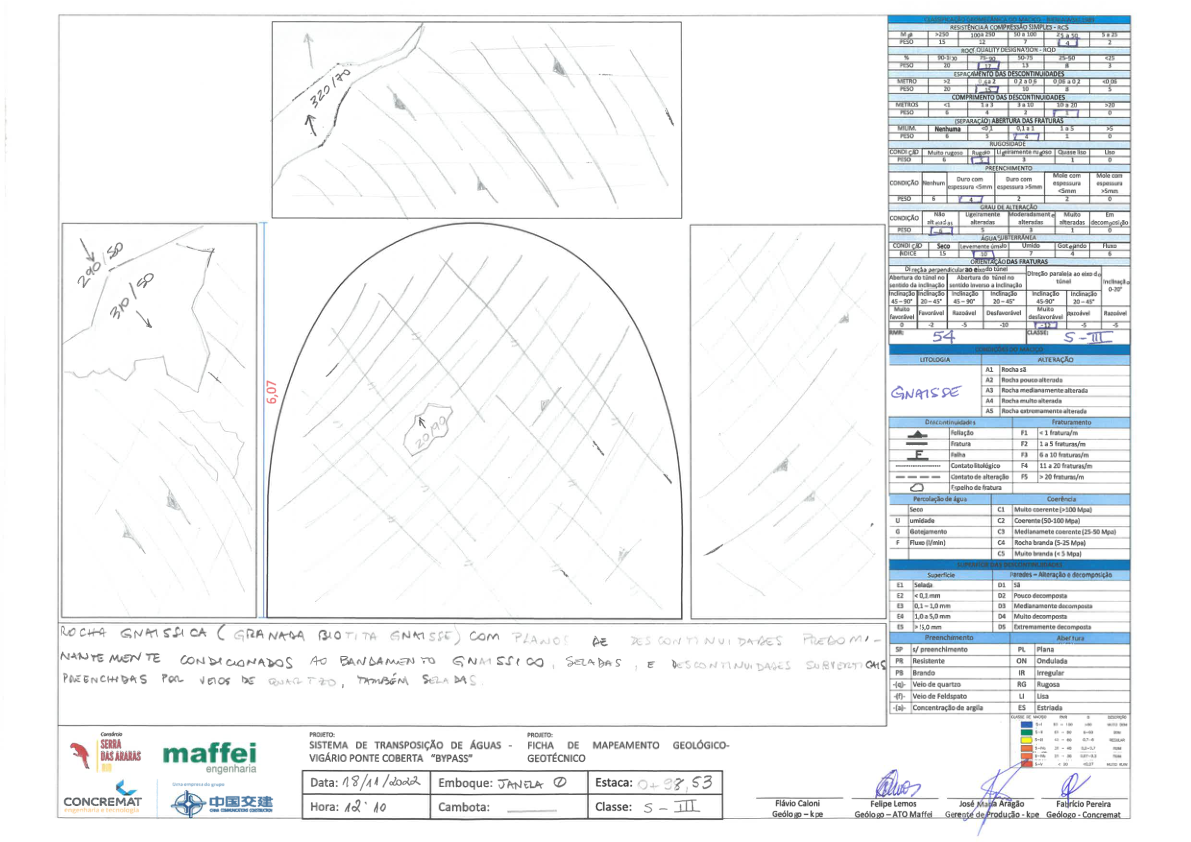 320/70
290/50
310/50
6,07
20/90
ROCHA GNAISSICA (GRANADA BIOTITA GNAISSE) COM PLANOS DE DESCONTINUIDADES PREDOMI-
NANTEMENTE CONDICIONADOS AO BANDAMENTO GNAISSICO, SELADAS, E DESCONTINUIDADES SUBVERTICAIS
PREENCHIDAS POR VEIOS DE QUARTZO, TAMBÉM SELADAS.
RESISTÊNCIA À COMPRESSÃO SIMPLES - RCS
>250 100 a 250 50 a 100 25 a 50 5 a 25
PESO 15 12 7 4 2
ROCK QUALITY DESIGNATION - RQD
% 90-100 75-90 50-75 25-50 <25
PESO 20 17 13 8 3
ESPAÇAMENTO DAS DESCONTINUIDADES
METRO >2 0,6 a 2 0,2 a 0,6 0,06 a 0,2 <0,06
PESO 20 15 10 8 5
COMPRIMENTO DAS DESCONTINUIDADES
METROS <1 1 a 3 3 a 10 10 a 20 >20
PESO 6 4 2 1 0
(SEPARAÇÃO) ABERTURA DAS FRATURAS
MILIM. Nenhuma <0,1 0,1 a 1 1 a 5 >5
PESO 6 5 4 1 0
RUGOSIDADE
CONDIÇÃO Muito rugoso Rugoso Ligeiramente rugoso Quase liso Liso
PESO 6 5 3 1 0
PREENCHIMENTO
CONDIÇÃO Nenhum Duro com espessura <5mm Duro com espessura >5mm Mole com espessura <5mm Mole com espessura >5mm
PESO 6 4 2 2 0
GRAU DE ALTERAÇÃO
CONDIÇÃO Não alteradas Ligeiramente alteradas Moderadamente alteradas Muito alteradas Em decomposição
PESO 6 5 3 1 0
ÁGUA SUBTERRÂNEA
CONDIÇÃO Seco Levemente úmido Úmido Gotejando Fluxo
ÍNDICE 15 10 7 4 6
ORIENTAÇÃO DAS FRATURAS
Direção perpendicular ao eixo do túnel Direção paralela ao eixo do túnel Inclinação 0-20°
Abertura do túnel no sentido da inclinação Abertura do túnel no sentido inverso a inclinação
Inclinação 45 – 90° Inclinação 20 – 45° Inclinação 45 – 90° Inclinação 20 – 45° Inclinação 45-90° Inclinação 20 – 45°
Muito favorável Favorável Razoável Desfavorável Muito desfavorável Razoável Razoável
0 -2 -5 -10 -12 -5 -5
RMR: 54 CLASSE: S - III
LITOLOGIA ALTERAÇÃO
GNAISSE
A1 Rocha sã
A2 Rocha pouco alterada
A3 Rocha medianamente alterada
A4 Rocha muito alterada
A5 Rocha extremamente alterada
Descontinuidades Fraturamento
Foliação F1 < 1 fratura/m
Fratura F2 1 a 5 fraturas/m
F Falha F3 6 a 10 fraturas/m
Contato litológico F4 11 a 20 fraturas/m
Contato de alteração F5 > 20 fraturas/m
Espelho de fratura
Percolação de água Coerência
Seco C1 Muito coerente (>100 Mpa)
U umidade C2 Coerente (50-100 Mpa)
G Gotejamento C3 Medianamete coerente (25-50 Mpa)
F Fluxo (l/min) C4 Rocha branda (5-25 Mpa)
C5 Muito branda (< 5 Mpa)
Superfície Paredes – Alteração e decomposição
E1 Selada D1 Sã
E2 < 0,1 mm D2 Pouco decomposta
E3 0,1 – 1,0 mm D3 Medianamente decomposta
E4 1,0 a 5,0 mm D4 Muito decomposta
E5 > 5,0 mm D5 Extremamente decomposta
Preenchimento Abertura
SP s/ preenchimento PL Plana
PR Resistente ON Ondulada
PB Brando IR Irregular
-(q)- Veio de quartzo RG Rugosa
-(f)- Veio de Feldspato LI Lisa
-(a)- Concentração de argila ES Estriada
Consórcio
SERRA
DAS ARARAS
RIO
maffei
engenharia
CONCREMAT
engenharia e tecnologia
Uma empresa do grupo
中国交建
CHINA COMMUNICATIONS CONSTRUCTION
PROJETO:
SISTEMA DE TRANSPOSIÇÃO DE ÁGUAS -
VIGÁRIO PONTE COBERTA "BYPASS"
PROJETO:
FICHA DE MAPEAMENTO GEOLÓGICO-
GEOTÉCNICO
Data: 18/11/2022 Emboque: JANELA Estaca: 0+98,53
Hora: 12:10 Cambota: Classe: S - III
Flávio Caloni
Geólogo – kpe
Felipe Lemos
Geólogo – ATO Maffei
José Maria Aragão
Gerente de Produção - kpe
Fabrício Pereira
Geólogo - Concremat